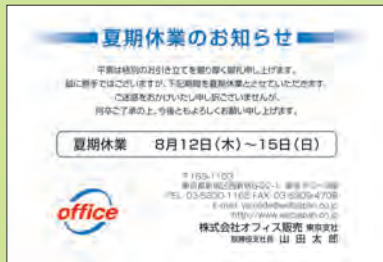 夏期休業のお知らせ
平素は格別のお引き立てを賜り厚く御礼申し上げます。
誠に勝手ではございますが、下記期間を夏期休業とさせていただきます。
ご迷惑をおかけいたし申し訳ございませんが、
何卒ご了承の上、今後ともよろしくお願い申し上げます。
夏期休業 8月12日(木)～15日(日)
office
株式会社オフィス販売 東京支社
取締役支社長 山田太郎